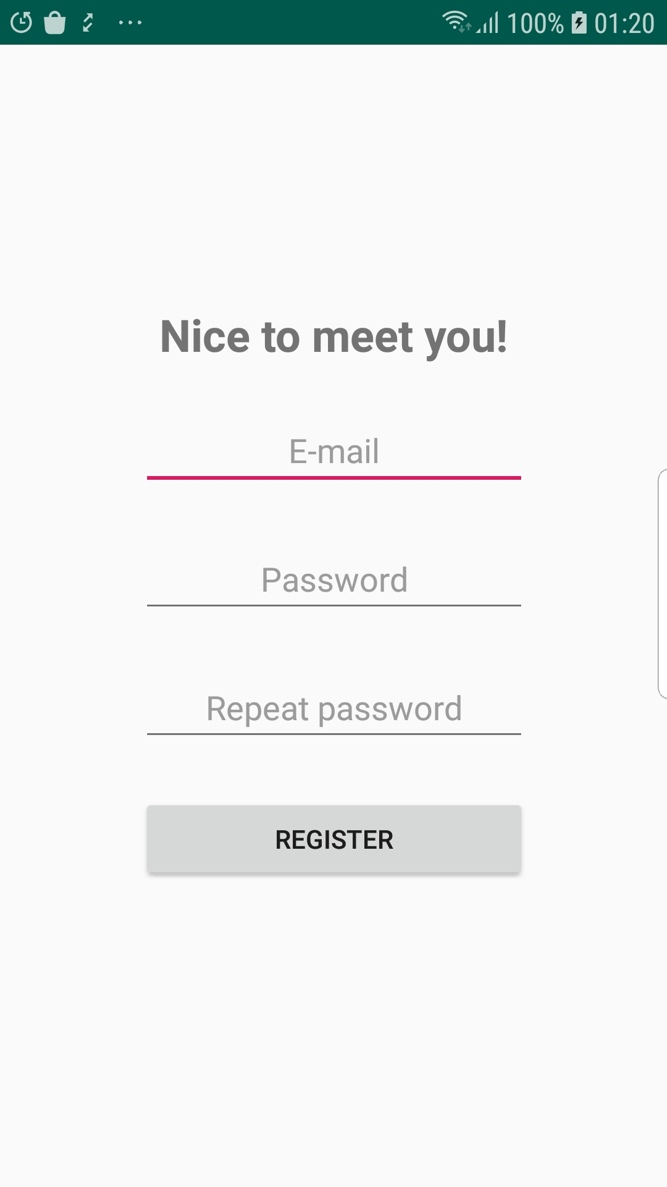 100% 01:20
Nice to meet you!
E-mail
Password
Repeat password
REGISTER